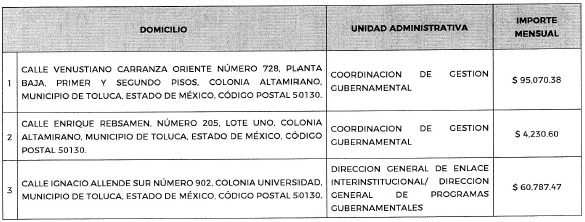 DOMICILIO
UNIDAD ADMINISTRATIVA
IMPORTE
MENSUAL
1
CALLE VENUSTIANO CARRANZA ORIENTE NÚMERO 728, PLANTA
BAJA, PRIMER Y SEGUNDO PISOS, COLONIA ALTAMIRANO,
MUNICIPIO DE TOLUCA, ESTADO DE MÉXICO, CÓDIGO POSTAL 50130.
COORDINACION DE GESTION
GUBERNAMENTAL
$ 95,070.38
2
CALLE ENRIQUE REBSAMEN, NÚMERO 205, LOTE UNO, COLONIA
ALTAMIRANO, MUNICIPIO DE TOLUCA, ESTADO DE MÉXICO, CÓDIGO
POSTAL 50130.
COORDINACION DE GESTION
GUBERNAMENTAL
$ 4,230.60
3
CALLE IGNACIO ALLENDE SUR NÚMERO 902, COLONIA UNIVERSIDAD,
MUNICIPIO DE TOLUCA, ESTADO DE MÉXICO, CÓDIGO POSTAL 50130.
DIRECCION GENERAL DE ENLACE
INTERINSTITUCIONAL/ DIRECCION
GENERAL DE PROGRAMAS
GUBERNAMENTALES
$ 60,787.47